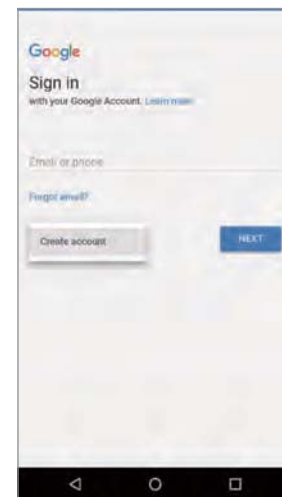 Google
Sign in
with your Google Account. Learn more
Email or phone
Forgot email?
Create account
NEXT